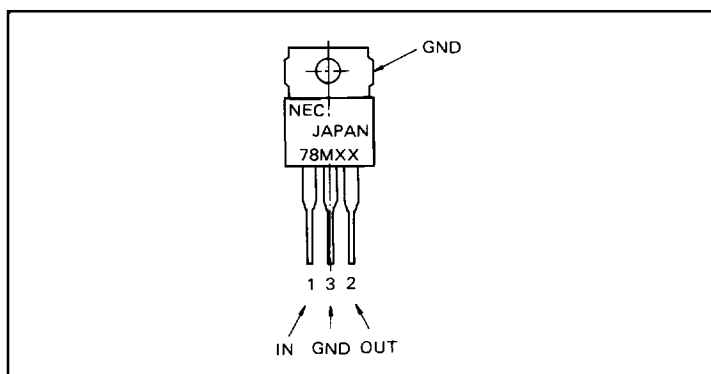 GND
NEC
JAPAN
78MXX
1 3 2
IN GND OUT